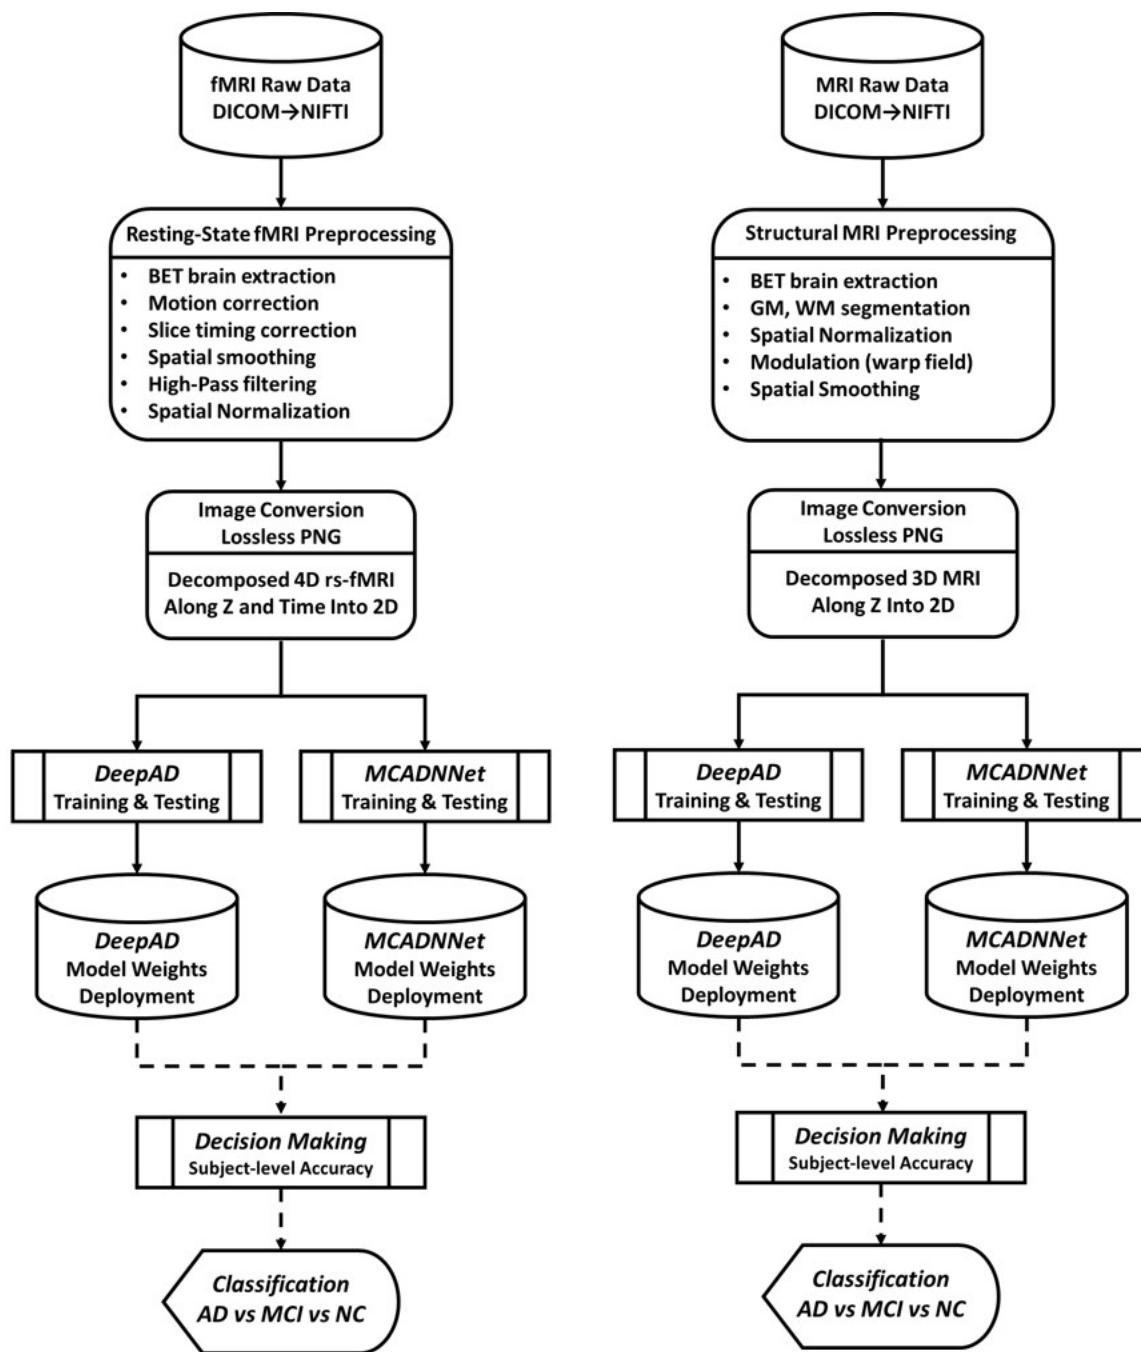 fMRI Raw Data
DICOM→NIFTI
Resting-State fMRI Preprocessing
• BET brain extraction
• Motion correction
• Slice timing correction
• Spatial smoothing
• High-Pass filtering
• Spatial Normalization
Image Conversion
Lossless PNG
Decomposed 4D rs-fMRI
Along Z and Time Into 2D
DeepAD
Training & Testing
MCADNNet
Training & Testing
DeepAD
Model Weights
Deployment
MCADNNet
Model Weights
Deployment
Decision Making
Subject-level Accuracy
Classification
AD vs MCI vs NC
MRI Raw Data
DICOM→NIFTI
Structural MRI Preprocessing
• BET brain extraction
• GM, WM segmentation
• Spatial Normalization
• Modulation (warp field)
• Spatial Smoothing
Image Conversion
Lossless PNG
Decomposed 3D MRI
Along Z Into 2D
DeepAD
Training & Testing
MCADNNet
Training & Testing
DeepAD
Model Weights
Deployment
MCADNNet
Model Weights
Deployment
Decision Making
Subject-level Accuracy
Classification
AD vs MCI vs NC